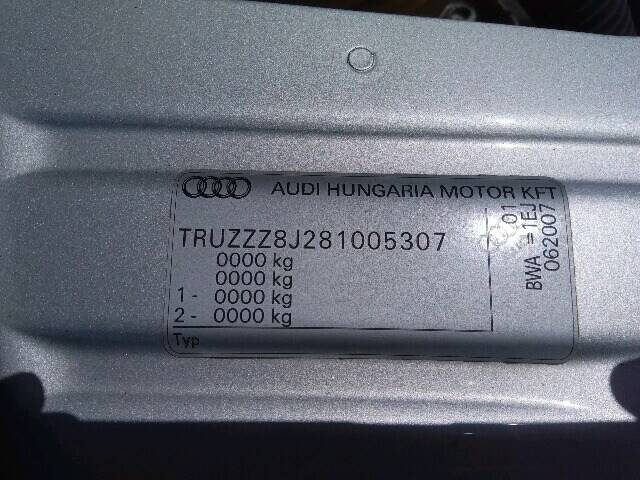 AUDI HUNGARIA MOTOR KFT
TRUZZZ8J281005307
0000 kg
0000 kg
1 - 0000 kg
2 - 0000 kg
Typ
01
BWA =1EJ
062007